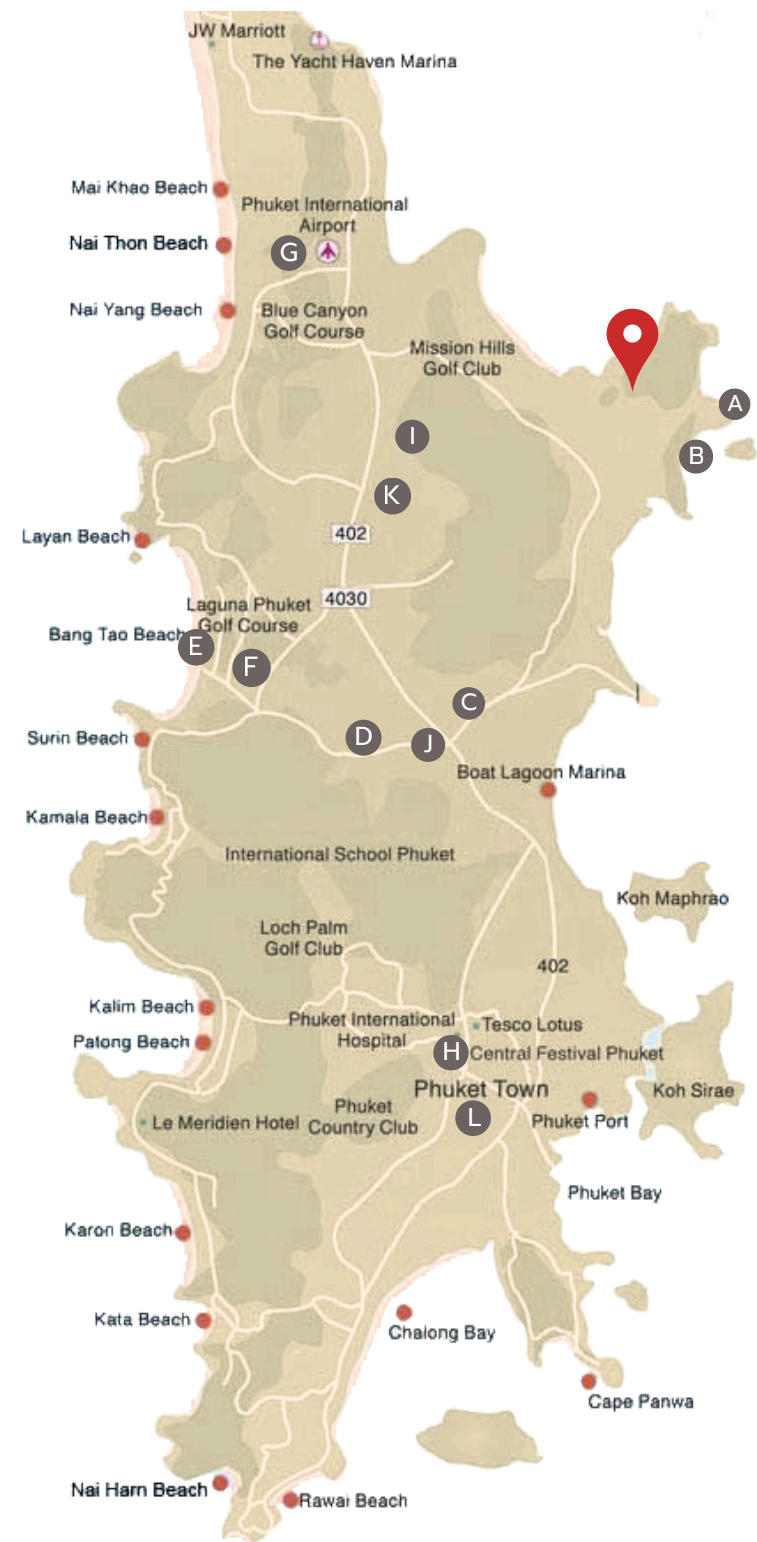 JW Marriott
The Yacht Haven Marina
Mai Khao Beach
Phuket International
Airport
Nai Thon Beach
G
Nai Yang Beach
Blue Canyon
Golf Course
Mission Hills
Golf Club
A
I
B
K
402
Layan Beach
4030
Laguna Phuket
Golf Course
Bang Tao Beach
E
F
C
Surin Beach
D
J
Boat Lagoon Marina
Kamala Beach
International School Phuket
Koh Maphrao
Loch Palm
Golf Club
402
Kalim Beach
Phuket International
Hospital
Tesco Lotus
Patong Beach
H
Central Festival Phuket
Phuket Town
Koh Sirae
Le Meridien Hotel
Phuket
Country Club
L
Phuket Port
Phuket Bay
Karon Beach
Kata Beach
Chalong Bay
Cape Panwa
Nai Harn Beach
Rawai Beach